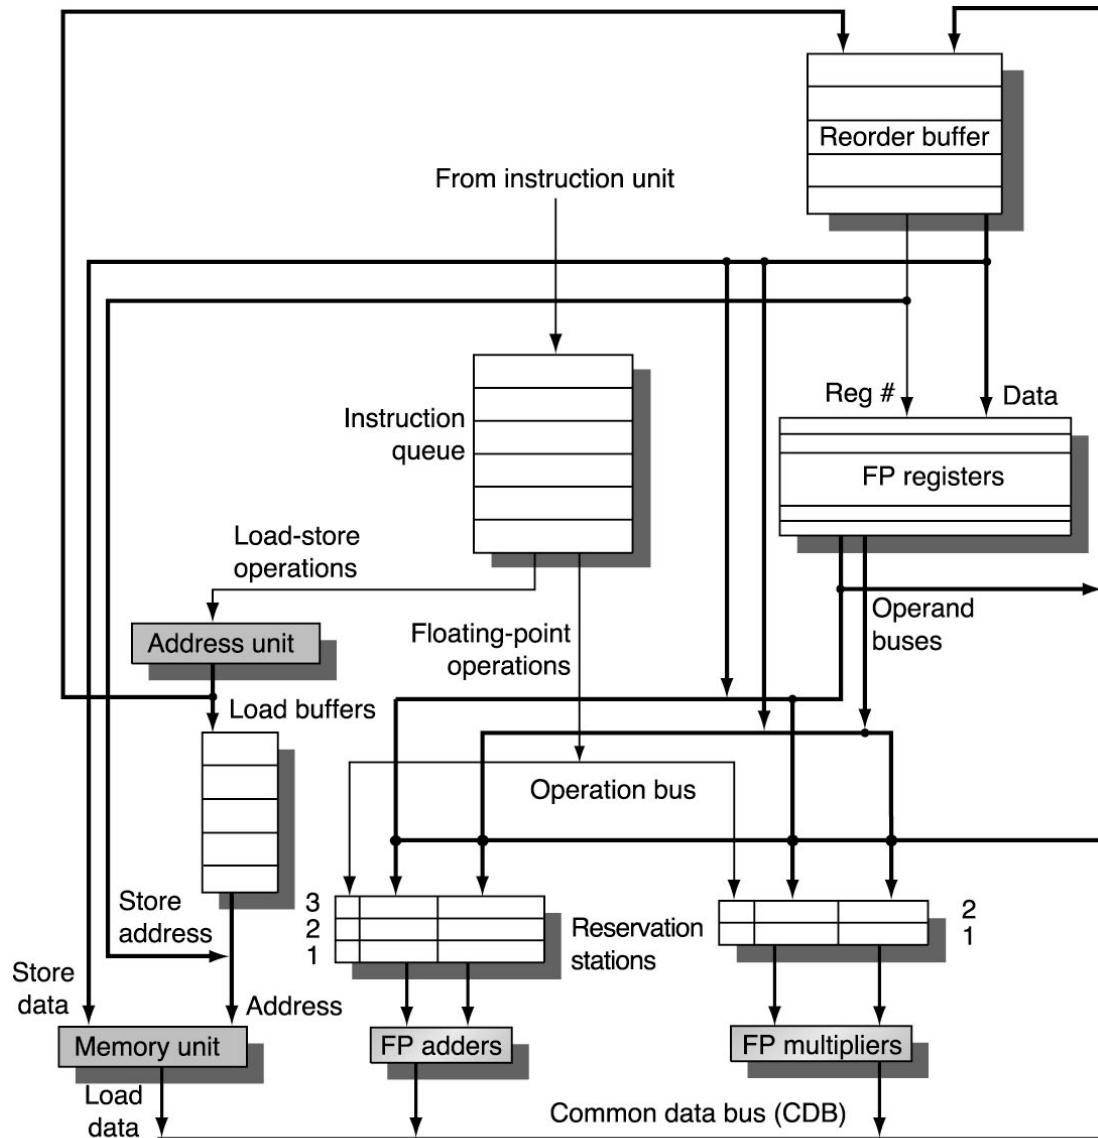 Reorder buffer
From instruction unit
Reg #
Data
Instruction
queue
FP registers
Load-store
operations
Operand
buses
Address unit
Floating-point
operations
Load buffers
Operation bus
3
2
1
Store
address
Reservation
stations
2
1
Store
data
Address
Memory unit
FP adders
FP multipliers
Load
data
Common data bus (CDB)